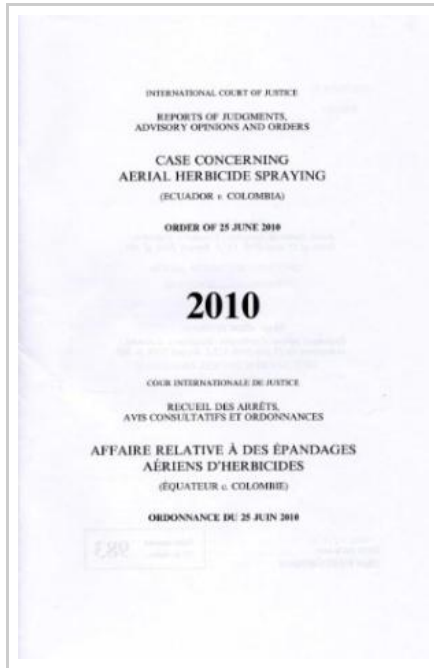 INTERNATIONAL COURT OF JUSTICE
REPORTS OF JUDGMENTS,
ADVISORY OPINIONS AND ORDERS
CASE CONCERNING
AERIAL HERBICIDE SPRAYING
(ECUADOR v. COLOMBIA)
ORDER OF 25 JUNE 2010
2010
COUR INTERNATIONALE DE JUSTICE
RECUEIL DES ARRÊTS,
AVIS CONSULTATIFS ET ORDONNANCES
AFFAIRE RELATIVE À DES ÉPANDAGES
AÉRIENS D'HERBICIDES
(ÉQUATEUR c. COLOMBIE)
ORDONNANCE DU 25 JUIN 2010
983